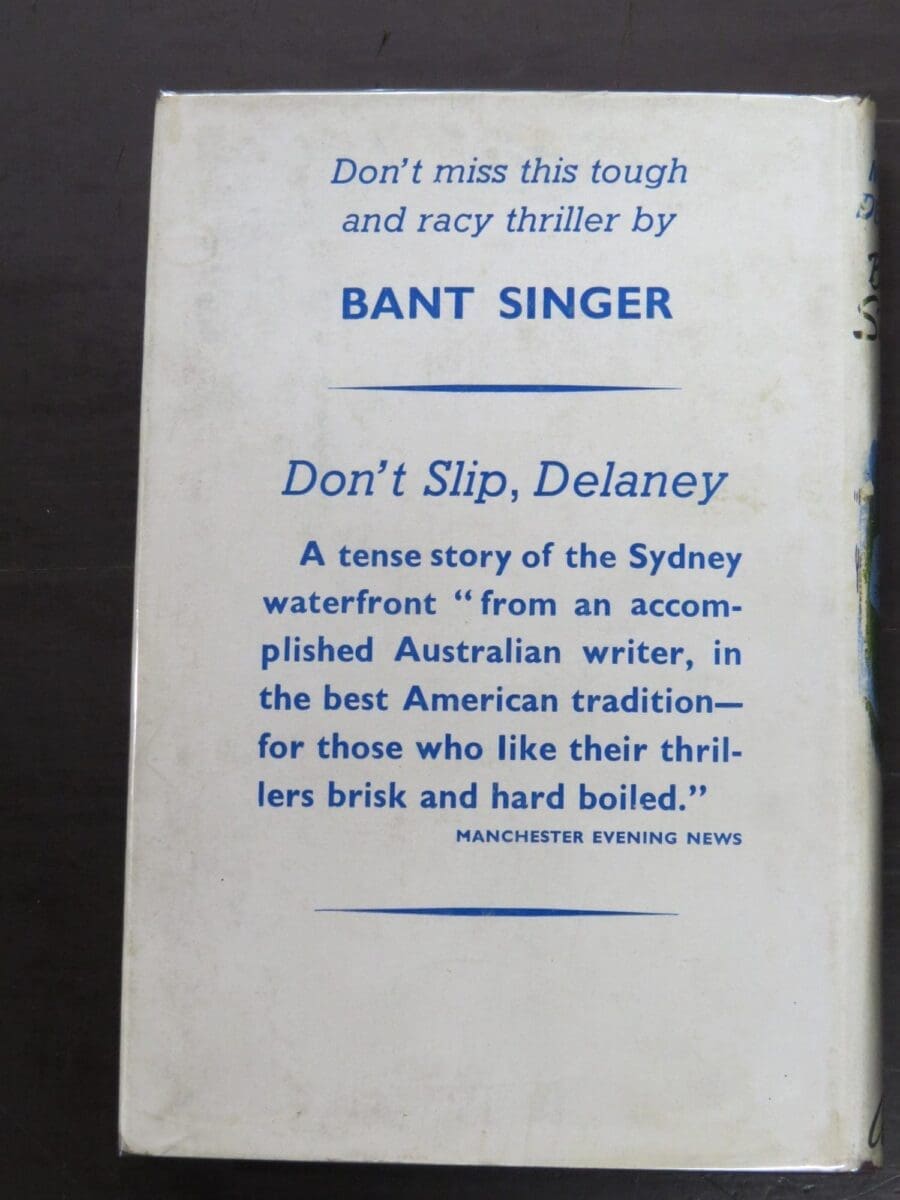 Don't miss this tough
and racy thriller by
BANT SINGER
Don't Slip, Delaney
A tense story of the Sydney
waterfront “from an accom-
plished Australian writer, in
the best American tradition—
for those who like their thril-
lers brisk and hard boiled.”
MANCHESTER EVENING NEWS